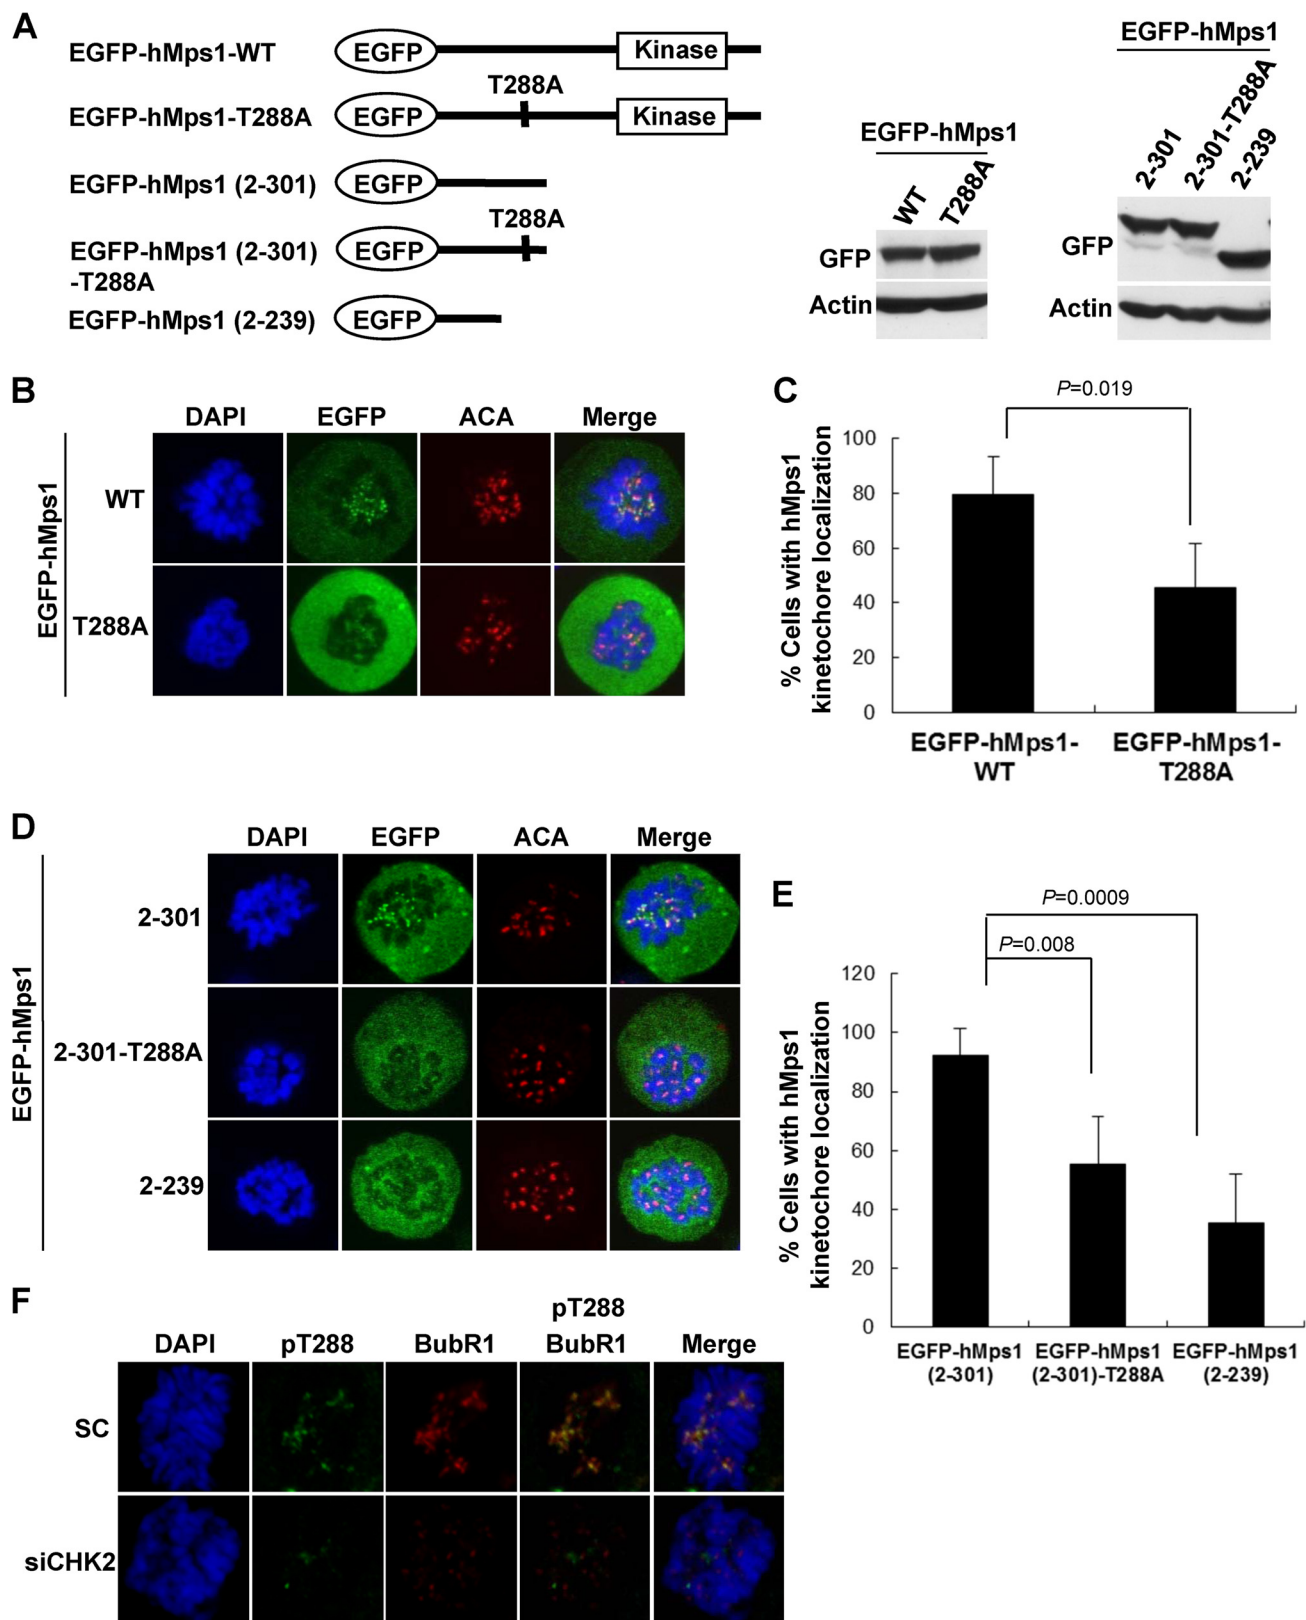 A
EGFP-hMps1-WT
EGFP
Kinase
T288A
EGFP-hMps1-T288A
EGFP
Kinase
EGFP-hMps1 (2-301)
EGFP
T288A
EGFP-hMps1 (2-301)
-T288A
EGFP
EGFP-hMps1 (2-239)
EGFP
EGFP-hMps1
WT
T288A
GFP
Actin
EGFP-hMps1
2-301
2-301-T288A
2-239
GFP
Actin
B
DAPI EGFP ACA Merge
EGFP-hMps1
WT
T288A
C
P=0.019
% Cells with hMps1
kinetochore localization
100
80
60
40
20
0
EGFP-hMps1-
WT
EGFP-hMps1-
T288A
D
DAPI EGFP ACA Merge
EGFP-hMps1
2-301
2-301-T288A
2-239
E
P=0.0009
P=0.008
% Cells with hMps1
kinetochore localization
120
100
80
60
40
20
0
EGFP-hMps1
(2-301)
EGFP-hMps1
(2-301)-T288A
EGFP-hMps1
(2-239)
F
DAPI
pT288
BubR1
pT288
BubR1
Merge
SC
siCHK2